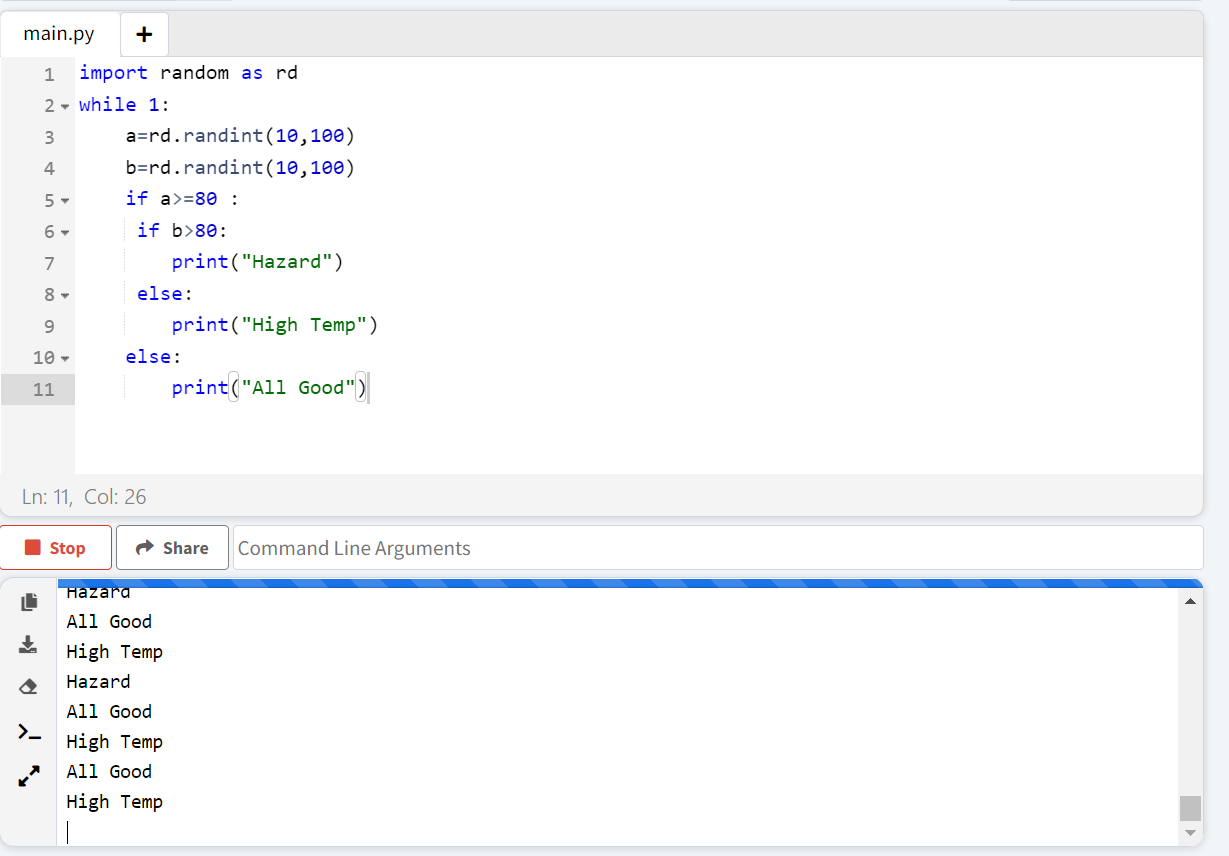 main.py +
1 import random as rd
2 while 1:
3     a=rd.randint(10,100)
4     b=rd.randint(10,100)
5     if a>=80 :
6      if b>80:
7         print("Hazard")
8      else:
9         print("High Temp")
10     else:
11         print("All Good")
Ln: 11, Col: 26
Stop Share Command Line Arguments
Hazard
All Good
High Temp
Hazard
All Good
High Temp
All Good
High Temp